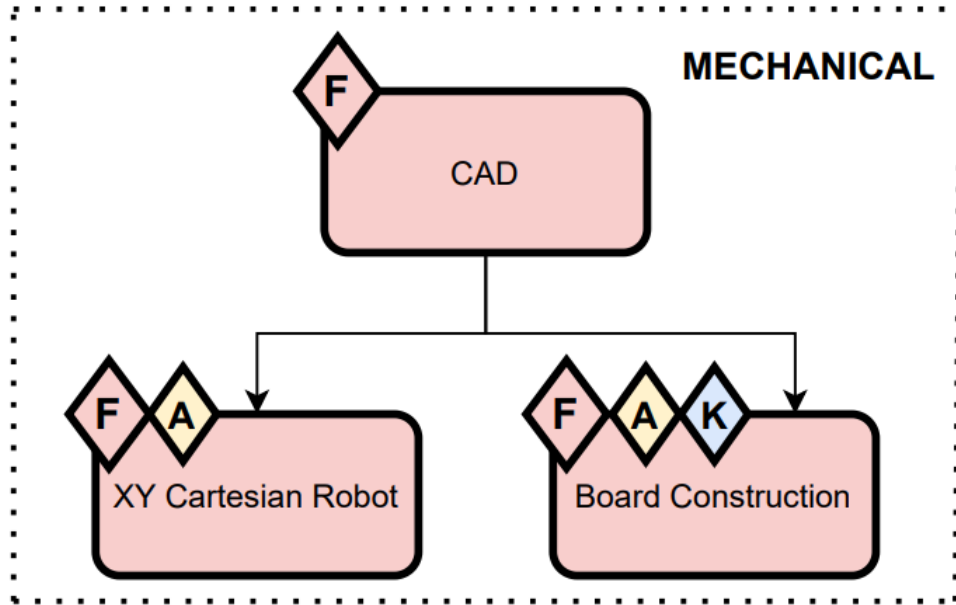 MECHANICAL
F
CAD
F A
XY Cartesian Robot
F A K
Board Construction